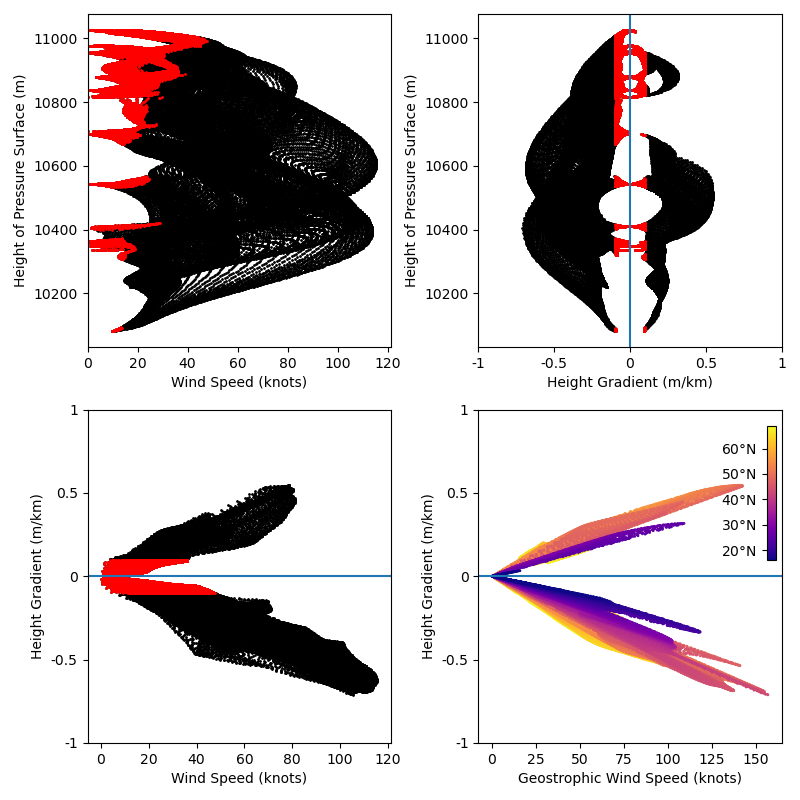 11000
10800
10600
10400
10200
Height of Pressure Surface (m)
0 20 40 60 80 100 120
Wind Speed (knots)
11000
10800
10600
10400
10200
Height of Pressure Surface (m)
-1 -0.5 0 0.5 1
Height Gradient (m/km)
1
0.5
0
-0.5
-1
Height Gradient (m/km)
0 20 40 60 80 100 120
Wind Speed (knots)
1
0.5
0
-0.5
-1
Height Gradient (m/km)
60°N
50°N
40°N
30°N
20°N
0 25 50 75 100 125 150
Geostrophic Wind Speed (knots)